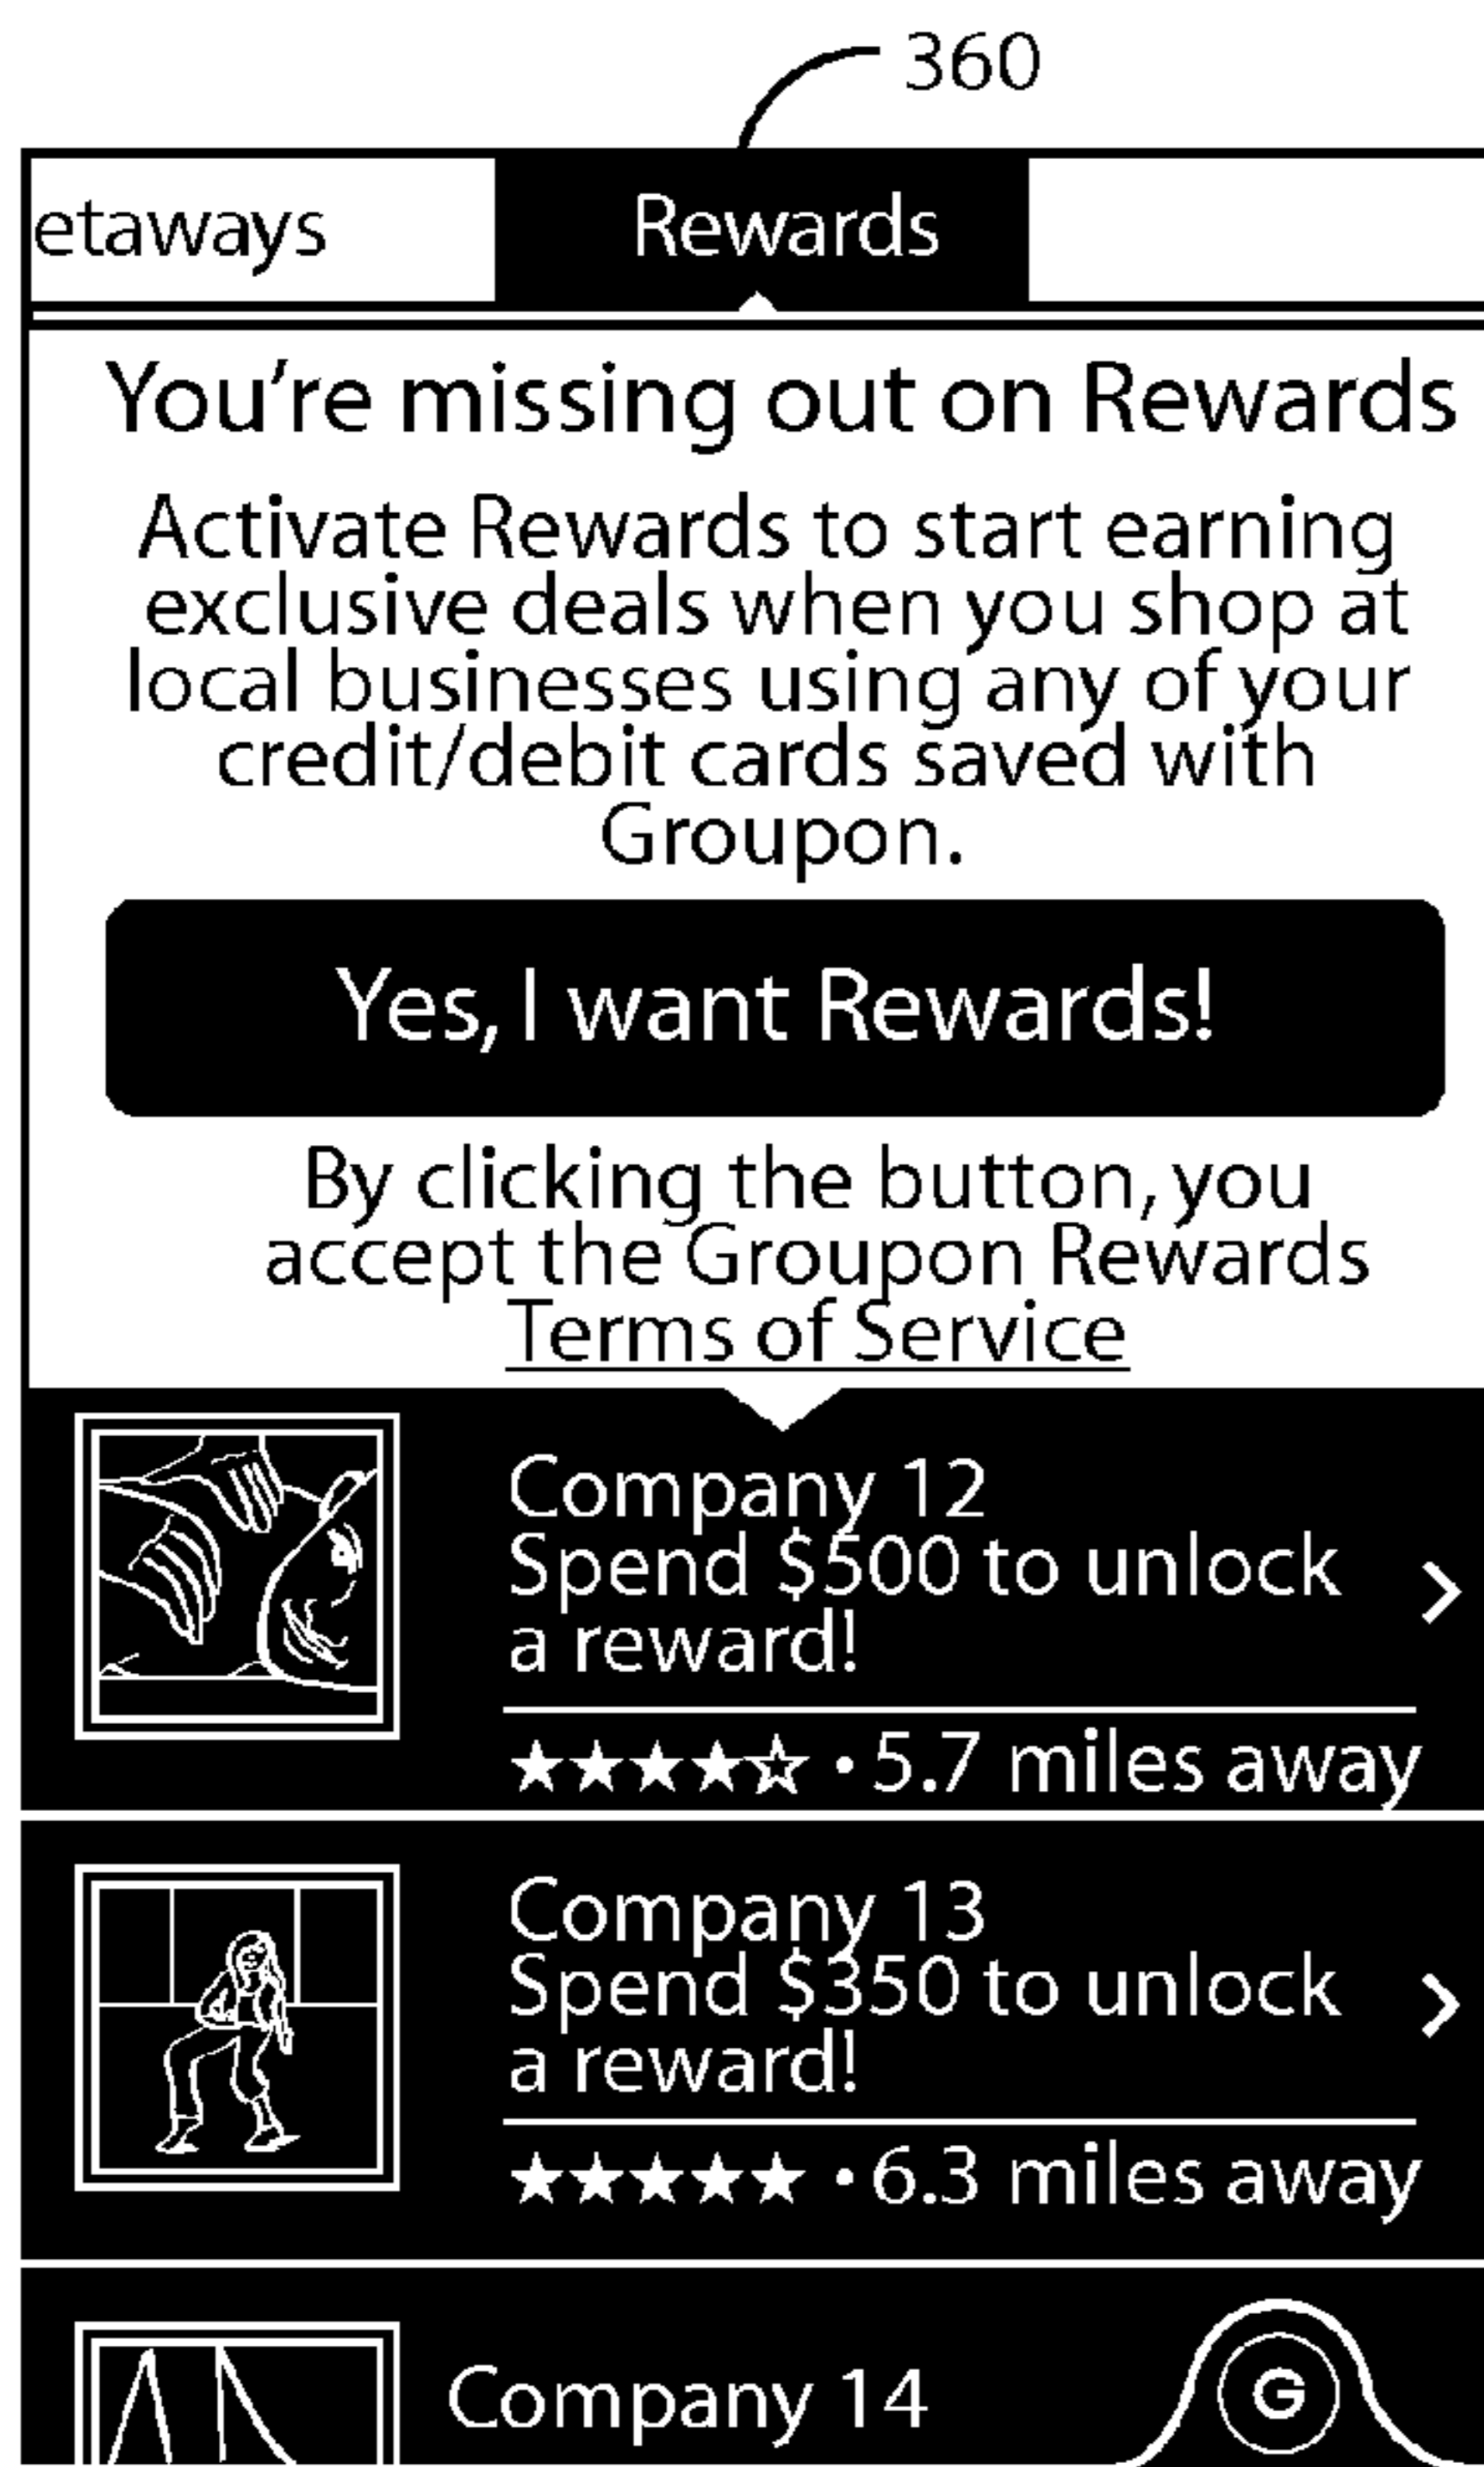 360
etaways
Rewards
You're missing out on Rewards
Activate Rewards to start earning
exclusive deals when you shop at
local businesses using any of your
credit/debit cards saved with
Groupon.
Yes, I want Rewards!
By clicking the button, you
accept the Groupon Rewards
Terms of Service
Company 12
Spend $500 to unlock
a reward!
★★★★☆ • 5.7 miles away
Company 13
Spend $350 to unlock
a reward!
★★★★★ • 6.3 miles away
Company 14
G